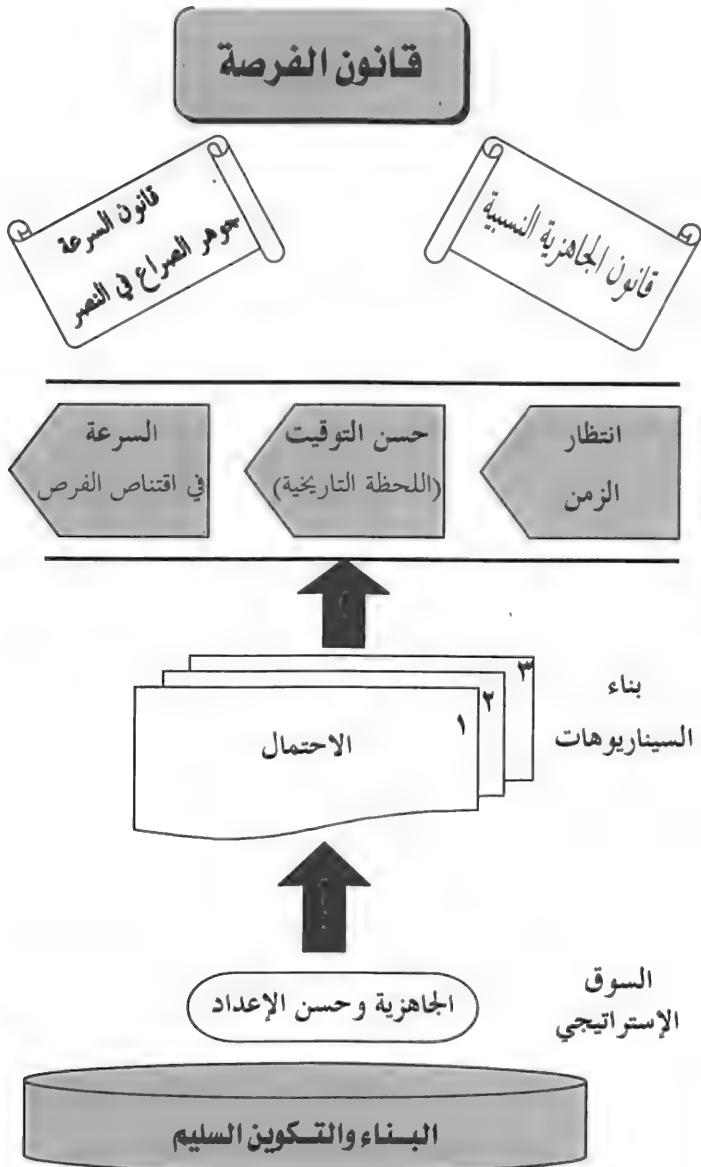 قانون الفرصة
قانون الجاهزية النسبية
قانون السرعة
جوهر الصراع في النصر
انتظار
الزمن
حسن التوقيت
(اللحظة التاريخية)
السرعة
في اقتناص الفرص
بناء
السيناريوهات
٣
٢
١
الاحتمال
السوق
الإستراتيجي
الجاهزية وحسن الإعداد
البناء والتكوين السليم